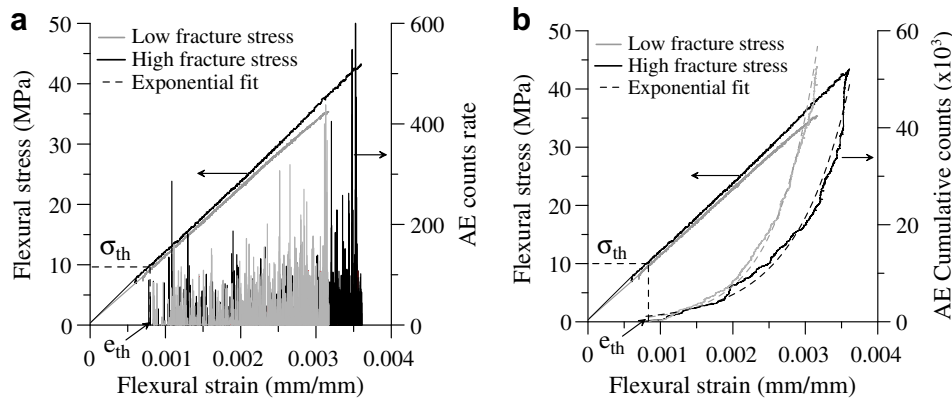 a
50
40
30
20
10
0
Flexural stress (MPa)
Low fracture stress
High fracture stress
Exponential fit
σth
eth
600
400
200
0
AE counts rate
0
0.001
0.002
0.003
0.004
Flexural strain (mm/mm)
b
50
40
30
20
10
0
Flexural stress (MPa)
Low fracture stress
High fracture stress
Exponential fit
σth
eth
60
40
20
0
AE Cumulative counts (x10³)
0
0.001
0.002
0.003
0.004
Flexural strain (mm/mm)